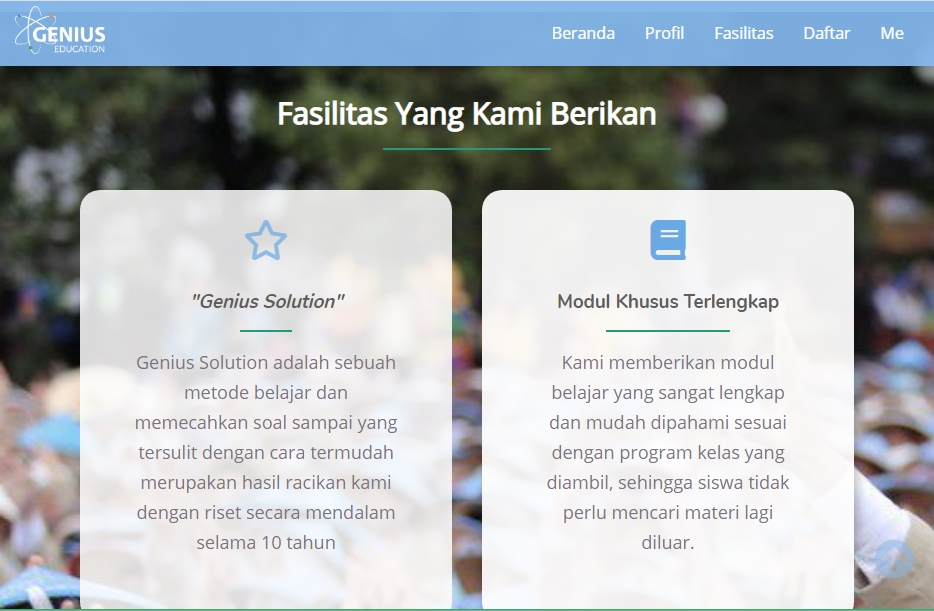 GENIUS
EDUCATION
Beranda Profil Fasilitas Daftar Me
Fasilitas Yang Kami Berikan
"Genius Solution"
Genius Solution adalah sebuah
metode belajar dan
memecahkan soal sampai yang
tersulit dengan cara termudah
merupakan hasil racikan kami
dengan riset secara mendalam
selama 10 tahun
Modul Khusus Terlengkap
Kami memberikan modul
belajar yang sangat lengkap
dan mudah dipahami sesuai
dengan program kelas yang
diambil, sehingga siswa tidak
perlu mencari materi lagi
diluar.